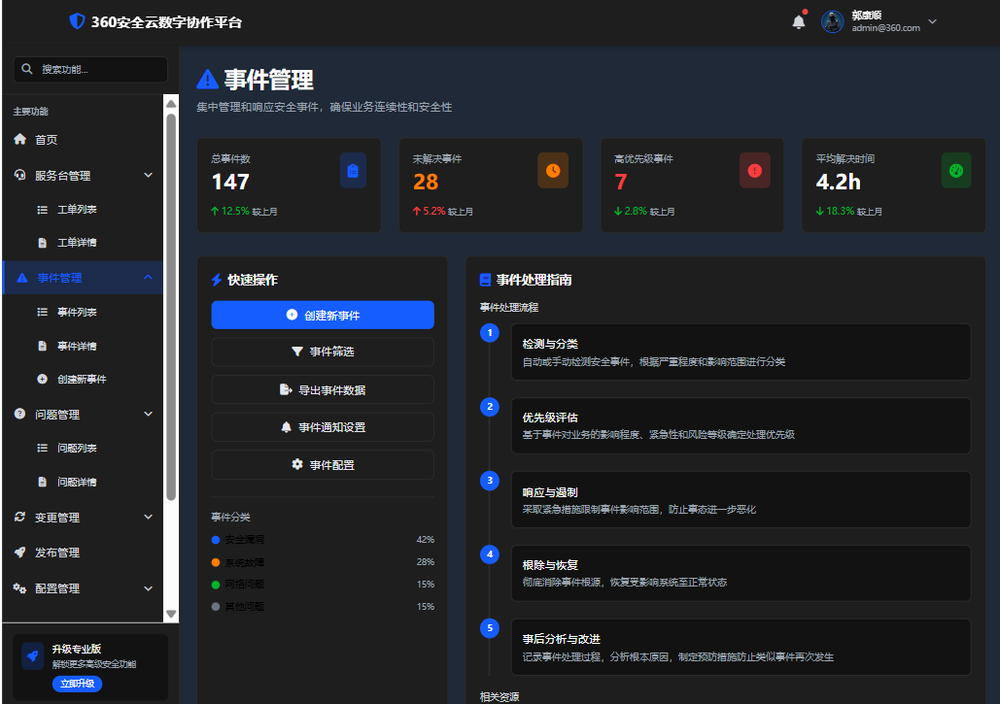 360安全云数字协作平台
郭康顺
admin@360.com
搜索功能...
主要功能
首页
服务台管理
工单列表
工单详情
事件管理
事件列表
事件详情
创建新事件
问题管理
问题列表
问题详情
变更管理
发布管理
配置管理
升级专业版
解锁更多高级安全功能
立即升级
事件管理
集中管理和响应安全事件，确保业务连续性和安全性
总事件数
147
12.5% 较上月
未解决事件
28
5.2% 较上月
高优先级事件
7
2.8% 较上月
平均解决时间
4.2h
18.3% 较上月
快速操作
创建新事件
事件筛选
导出事件数据
事件通知设置
事件配置
事件分类
安全漏洞 42%
系统故障 28%
网络问题 15%
其他问题 15%
事件处理指南
事件处理流程
1
检测与分类
自动或手动检测安全事件，根据严重程度和影响范围进行分类
2
优先级评估
基于事件对业务的影响程度、紧急性和风险等级确定处理优先级
3
响应与遏制
采取紧急措施限制事件影响范围，防止事态进一步恶化
4
根除与恢复
彻底消除事件根源，恢复受影响系统至正常状态
5
事后分析与改进
记录事件处理过程，分析根本原因，制定预防措施防止类似事件再次发生
相关资源